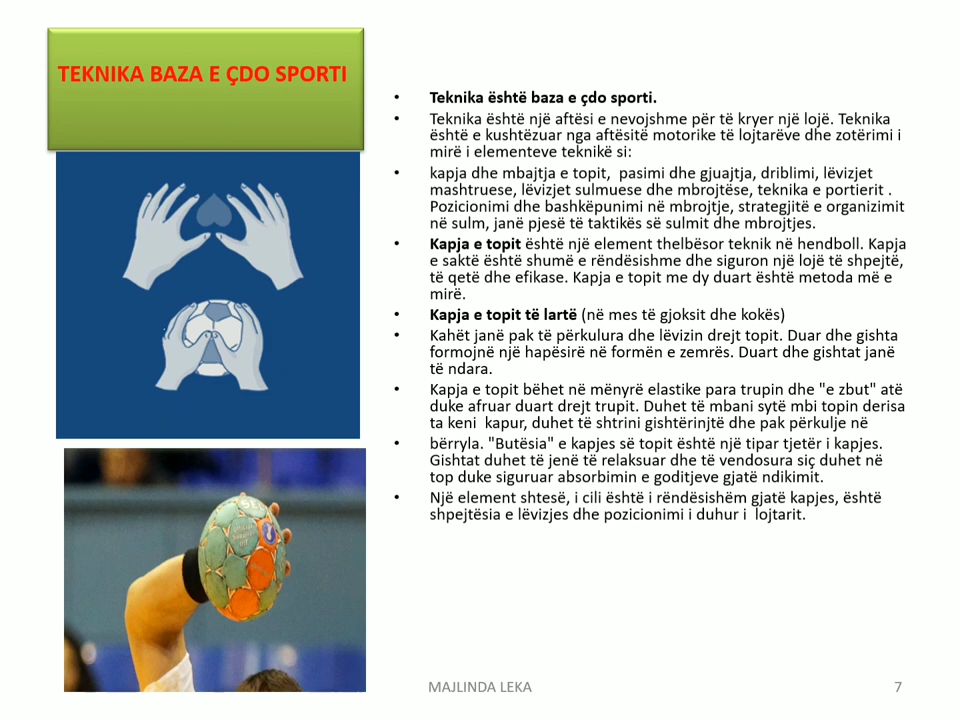 TEKNIKA BAZA E ÇDO SPORTI
• Teknika është baza e çdo sporti.
• Teknika është një aftësi e nevojshme për të kryer një lojë. Teknika
është e kushtëzuar nga aftësitë motorike të lojtarëve dhe zotërimi i
mirë i elementeve teknikë si:
• kapja dhe mbajtja e topit, pasimi dhe gjuajtja, driblimi, lëvizjet
mashtruese, lëvizjet sulmuese dhe mbrojtëse, teknika e portierit .
Pozicionimi dhe bashkëpunimi në mbrojtje, strategjitë e organizimit
në sulm, janë pjesë të taktikës së sulmit dhe mbrojtjes.
• Kapja e topit është një element thelbësor teknik në hendboll. Kapja
e saktë është shumë e rëndësishme dhe siguron një lojë të shpejtë,
të qetë dhe efikase. Kapja e topit me dy duart është metoda më e
mirë.
• Kapja e topit të lartë (në mes të gjoksit dhe kokës)
• Kahët janë pak të përkulura dhe lëvizin drejt topit. Duar dhe gishta
formojnë një hapësirë në formën e zemrës. Duart dhe gishtat janë
të ndara.
• Kapja e topit bëhet në mënyrë elastike para trupin dhe "e zbut" atë
duke afruar duart drejt trupit. Duhet të mbani sytë mbi topin derisa
ta keni kapur, duhet të shtrini gishtërinjtë dhe pak përkulje në
• bërryla. "Butësia" e kapjes së topit është një tipar tjetër i kapjes.
Gishtat duhet të jenë të relaksuar dhe të vendosura siç duhet në
top duke siguruar absorbimin e goditjeve gjatë ndikimit.
• Një element shtesë, i cili është i rëndësishëm gjatë kapjes, është
shpejtësia e lëvizjes dhe pozicionimi i duhur i lojtarit.
MAJLINDA LEKA
7